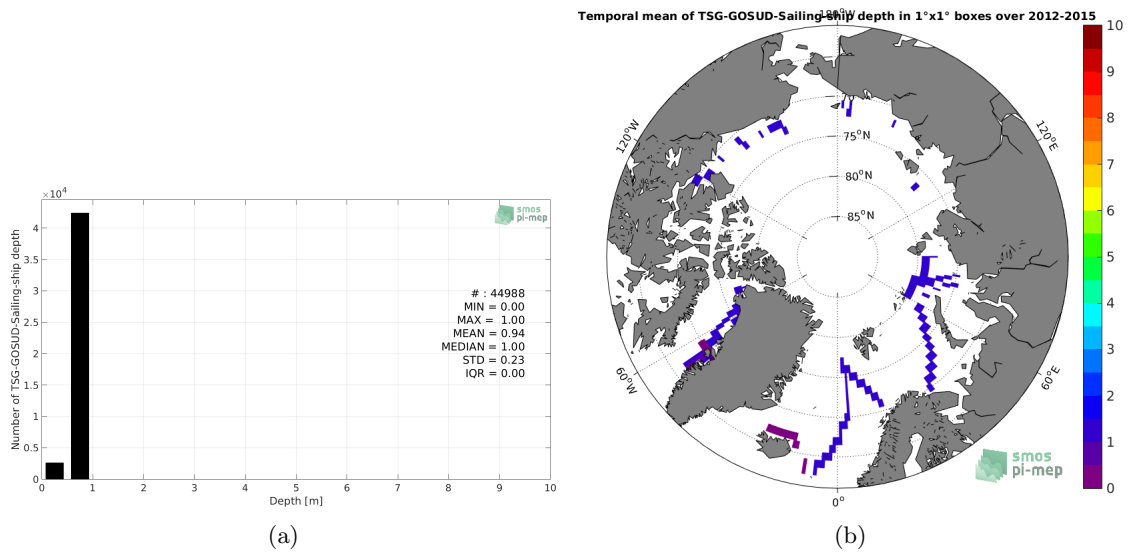 ×10⁴
4
3.5
3
2.5
2
1.5
1
0.5
0
Number of TSG-GOSUD-Sailing-ship depth
smos
pi-mep
# : 44988
MIN = 0.00
MAX = 1.00
MEAN = 0.94
MEDIAN = 1.00
STD = 0.23
IQR = 0.00
0 1 2 3 4 5 6 7 8 9 10
Depth [m]
(a)
Temporal mean of TSG-GOSUD-Sailing-ship depth in 1°x1° boxes over 2012-2015
180°W
120°W
120°E
75°N
80°N
85°N
60°W
60°E
0°
smos
pi-mep
10
9
8
7
6
5
4
3
2
1
0
(b)